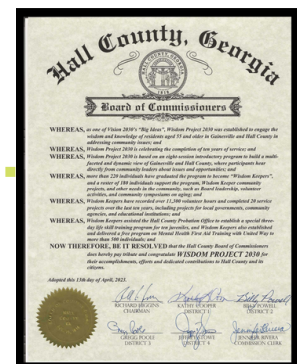 Hall County, Georgia
Board of Commissioners
WHEREAS, as one of Vision 2030's "Big Ideas", Wisdom Project 2030 was established to engage the
wisdom and knowledge of residents aged 55 and older in Gainesville and Hall County in
addressing community issues; and
WHEREAS, Wisdom Project 2030 is celebrating the completion of ten years of service; and
WHEREAS, Wisdom Project 2030 is based on an eight-session introductory program to build a multi-
faceted and dynamic view of Gainesville and Hall County, where participants hear
directly from community leaders about issues and opportunities; and
WHEREAS, more than 220 individuals have graduated the program to become "Wisdom Keepers",
and a roster of 186 individuals support the program, Wisdom Keeper community
projects, and other needs in the community, such as Board leadership, volunteer
activities, and community responses on aging; and
WHEREAS, Wisdom Keepers have recorded over 11,300 volunteer hours and completed 20 service
projects over the last ten years, including projects for local governments, community
agencies, and educational institutions; and
WHEREAS, Wisdom Keepers assisted the Hall County Probation Office to establish a special three-
day life skill training program for ten juveniles, and Wisdom Keepers also established
and delivered a free program on Mental Health First Aid Training with United Way to
more than 300 individuals; and
NOW THEREFORE, BE IT RESOLVED that the Hall County Board of Commissioners
does hereby pay tribute and congratulate WISDOM PROJECT 2030 for
their accomplishments, efforts and dedicated contributions to Hall County and its
citizens.
Adopted this 13th day of April, 2023.
RICHARD HIGGINS KATHY COOPER BILLY POWELL
CHAIRMAN DISTRICT 1 DISTRICT 2
GREGG POOLE JEFF STOWE JENNIFER RIVERA
DISTRICT 3 DISTRICT 4 COMMISSION CLERK